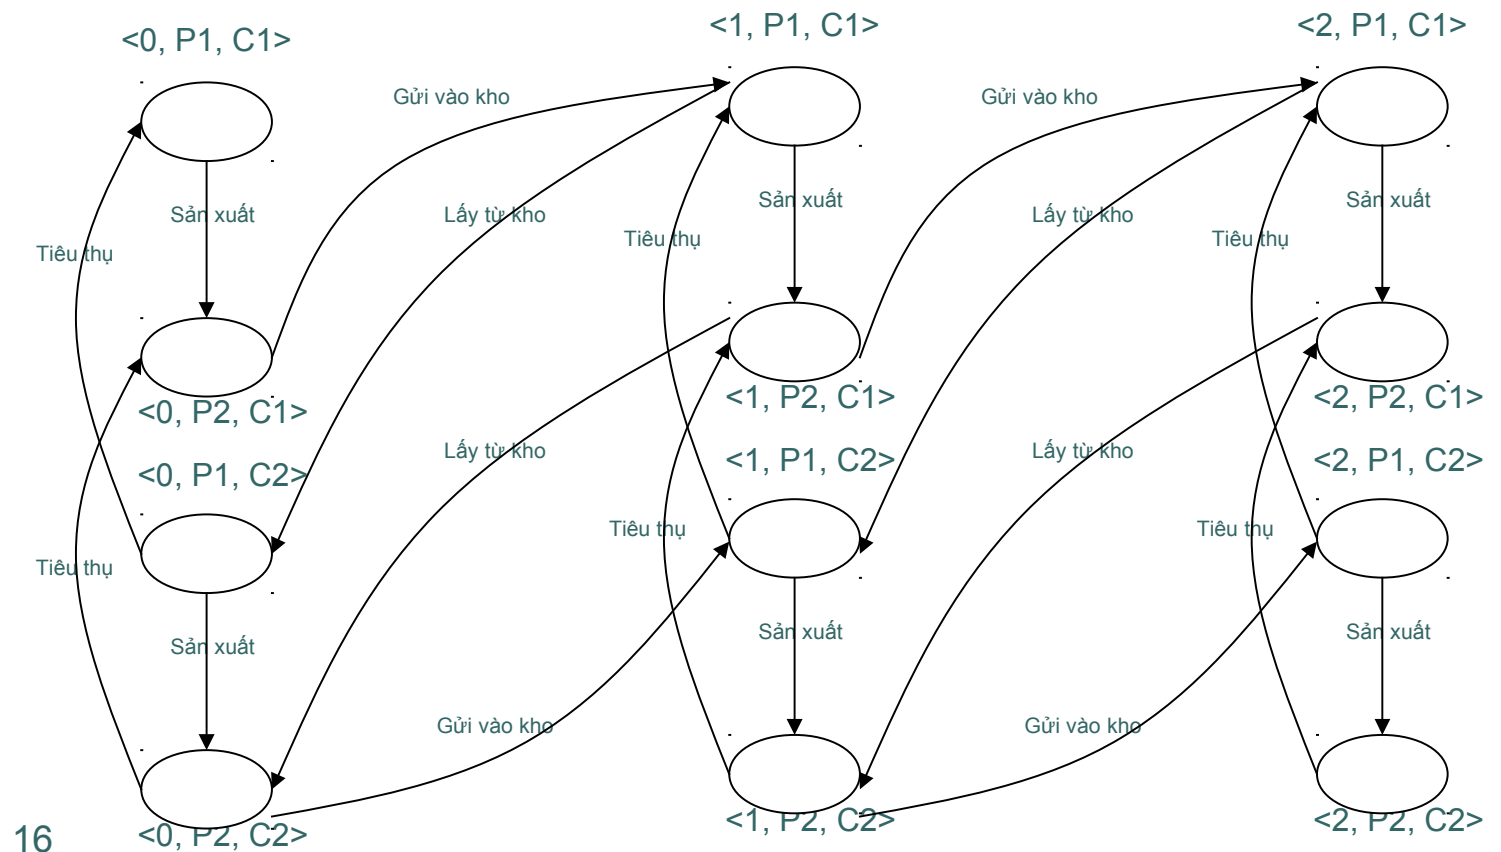 <0, P1, C1>
<1, P1, C1>
<2, P1, C1>
Gửi vào kho
Gửi vào kho
Sản xuất
Lấy từ kho
Sản xuất
Lấy từ kho
Sản xuất
Tiêu thụ
Tiêu thụ
Tiêu thụ
<0, P2, C1>
<1, P2, C1>
<2, P2, C1>
Lấy từ kho
Lấy từ kho
<0, P1, C2>
<1, P1, C2>
<2, P1, C2>
Tiêu thụ
Tiêu thụ
Tiêu thụ
Sản xuất
Sản xuất
Sản xuất
Gửi vào kho
Gửi vào kho
<0, P2, C2>
<1, P2, C2>
<2, P2, C2>
16